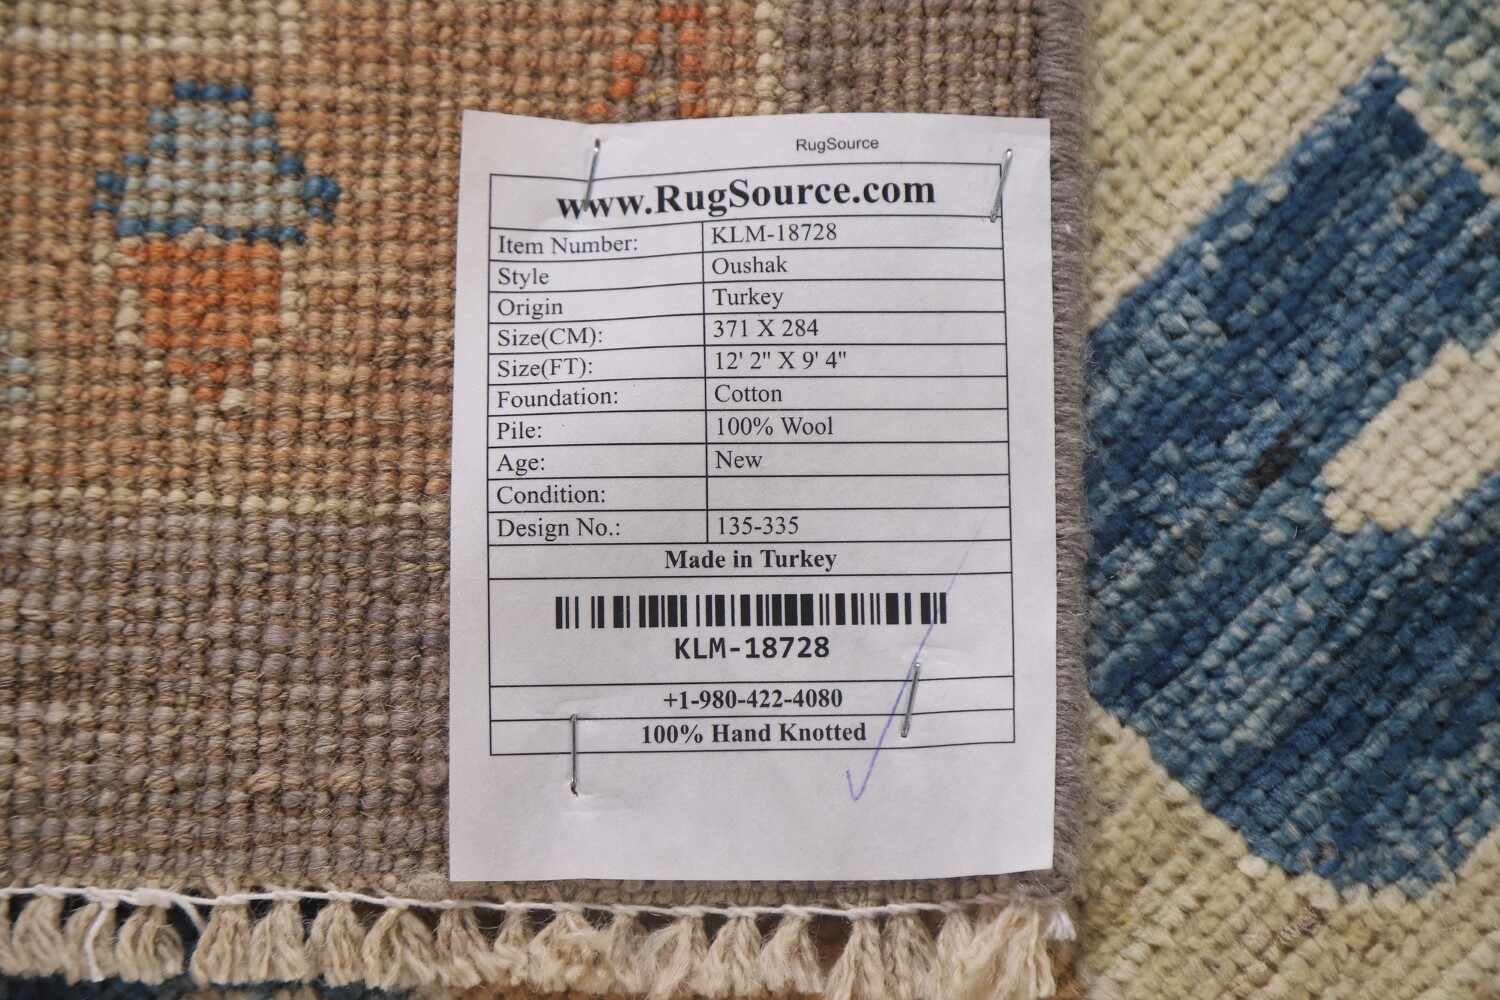 RugSource
www.RugSource.com
Item Number: KLM-18728
Style Oushak
Origin Turkey
Size(CM): 371 X 284
Size(FT): 12' 2" X 9' 4"
Foundation: Cotton
Pile: 100% Wool
Age: New
Condition:
Design No.: 135-335
Made in Turkey
KLM-18728
+1-980-422-4080
100% Hand Knotted